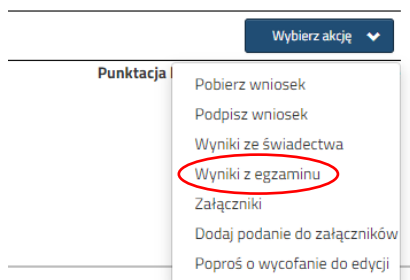 Wybierz akcję
Punktacja
Pobierz wniosek
Podpisz wniosek
Wyniki ze świadectwa
Wyniki z egzaminu
Załączniki
Dodaj podanie do załączników
Poproś o wycofanie do edycji